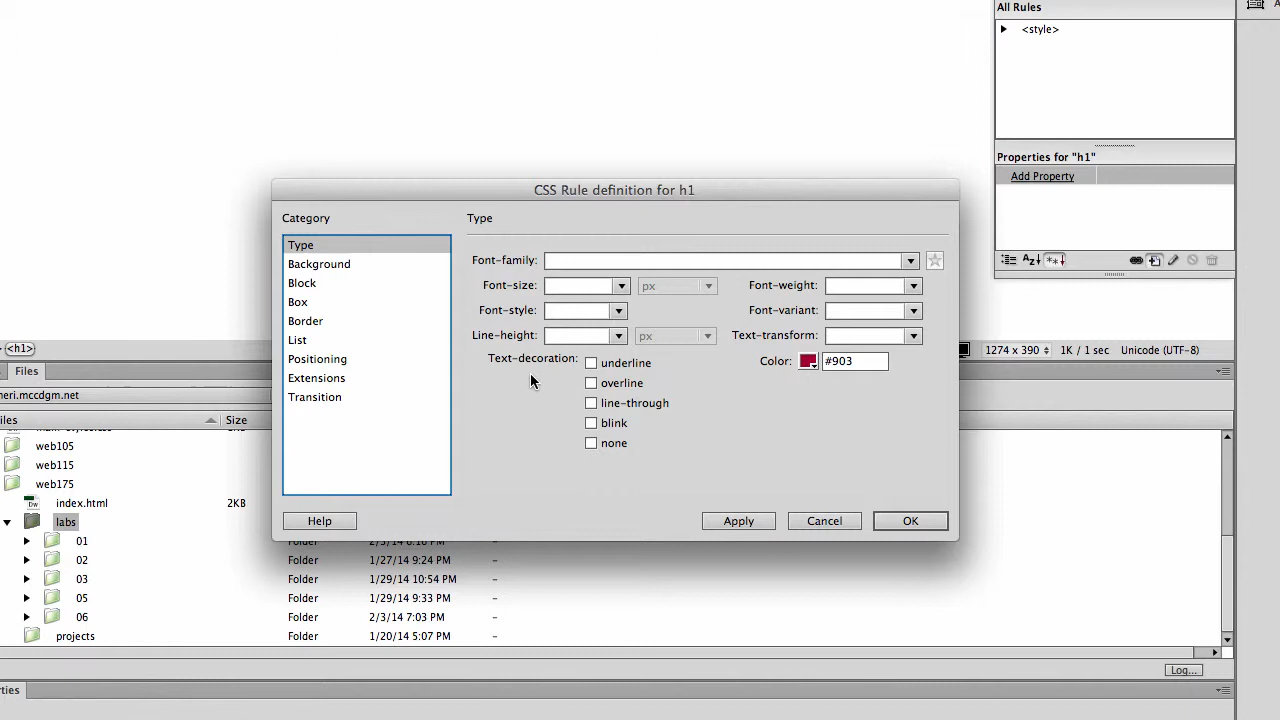 All Rules
<style>
Properties for "h1"
Add Property
CSS Rule definition for h1
Category
Type
Type
Background
Block
Box
Border
List
Positioning
Extensions
Transition
Font-family:
Font-size:
px
Font-weight:
Font-style:
Font-variant:
Line-height:
px
Text-transform:
Text-decoration:
underline
overline
line-through
blink
none
Color:
#903
Help
Apply
Cancel
OK
<h1>
1274 x 390
1K / 1 sec
Unicode (UTF-8)
Files
neri.mccdgm.net
iles
Size
web105
web115
web175
index.html
2KB
labs
01
02 Folder 1/27/14 9:24 PM -
03 Folder 1/29/14 10:54 PM -
05 Folder 1/29/14 9:33 PM -
06 Folder 2/3/14 7:03 PM -
projects Folder 1/20/14 5:07 PM -
Log...
rties